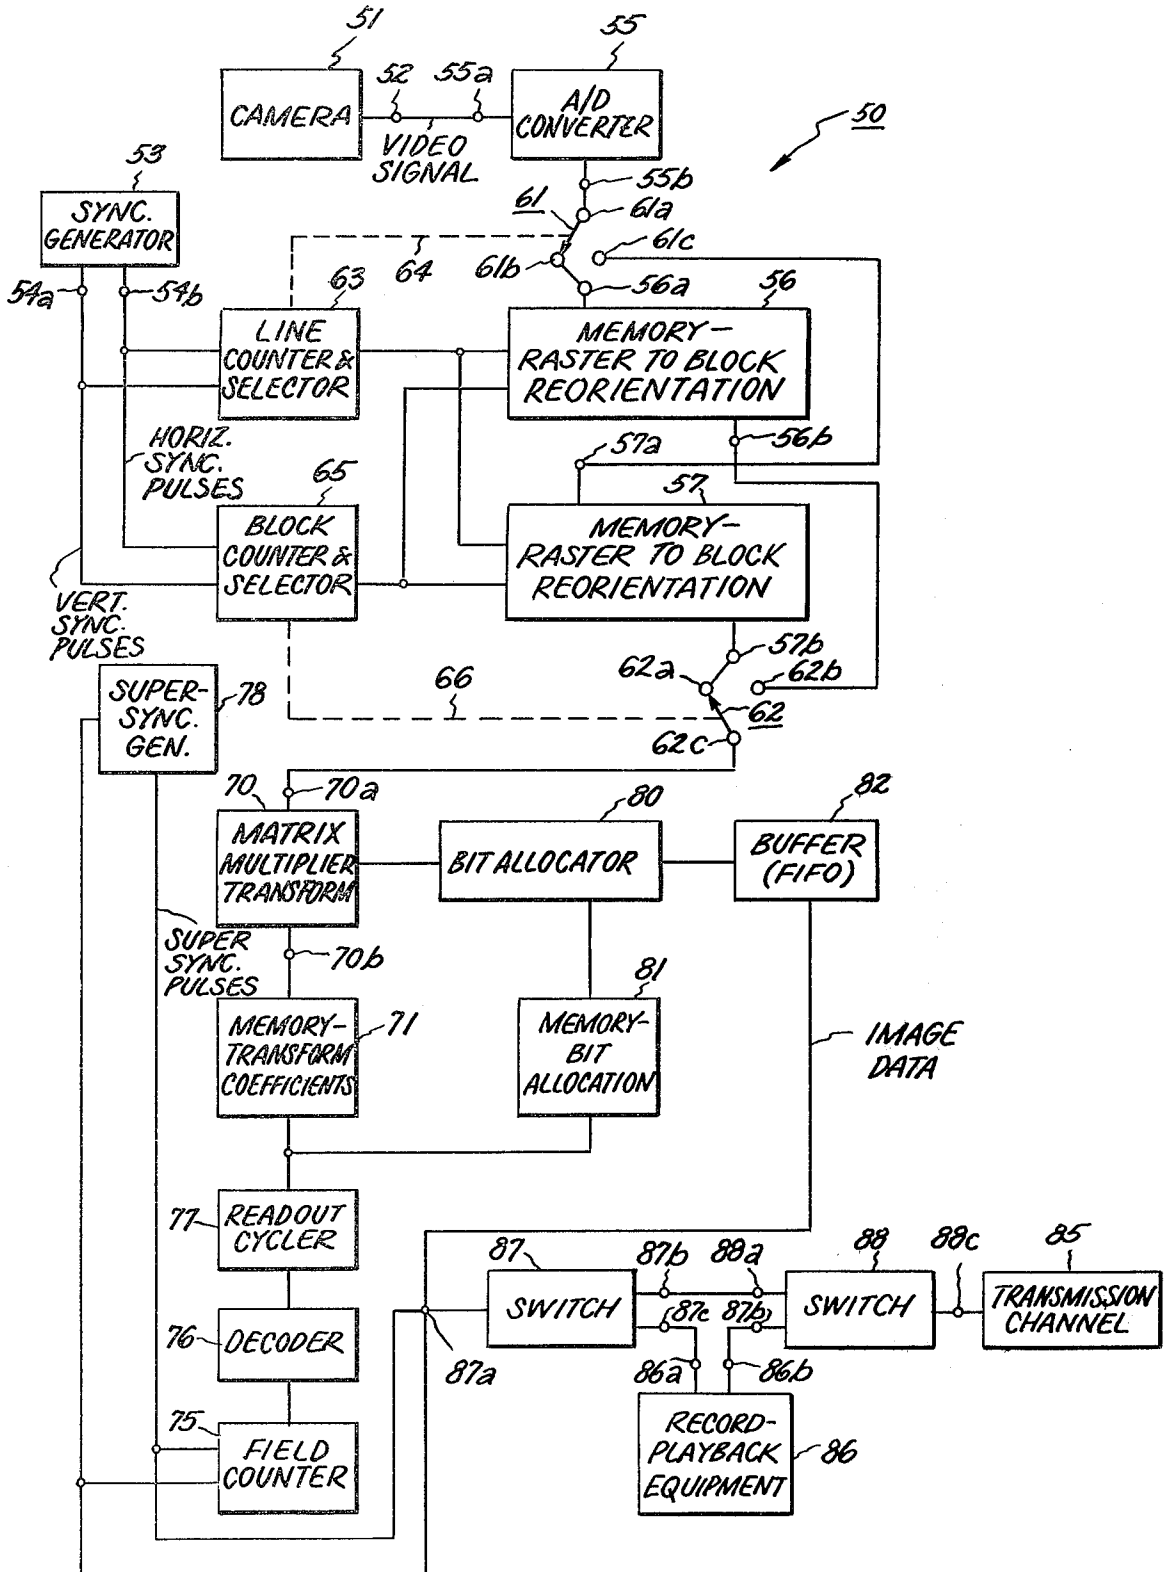 51
55
52
55a
CAMERA
A/D
CONVERTER
VIDEO
SIGNAL
50
53
SYNC.
GENERATOR
55b
61
61a
61c
61b
64
54a
54b
63
56a
56
LINE
COUNTER &
SELECTOR
MEMORY-
RASTER TO BLOCK
REORIENTATION
HORIZ.
SYNC.
PULSES
57a
56b
65
57
BLOCK
COUNTER &
SELECTOR
MEMORY-
RASTER TO BLOCK
REORIENTATION
VERT.
SYNC.
PULSES
57b
62a
62b
66
62
62c
SUPER-
SYNC.
GEN.
78
70
70a
80
82
MATRIX
MULTIPLIER
TRANSFORM
BIT ALLOCATOR
BUFFER
(FIFO)
SUPER
SYNC.
PULSES
70b
81
MEMORY-
TRANSFORM
COEFFICIENTS
71
MEMORY-
BIT
ALLOCATION
IMAGE
DATA
77
READOUT
CYCLER
87
87b
88a
88
88c
85
SWITCH
SWITCH
TRANSMISSION
CHANNEL
87c
87b
76
DECODER
87a
86a
86b
75
FIELD
COUNTER
RECORD-
PLAYBACK
EQUIPMENT
86